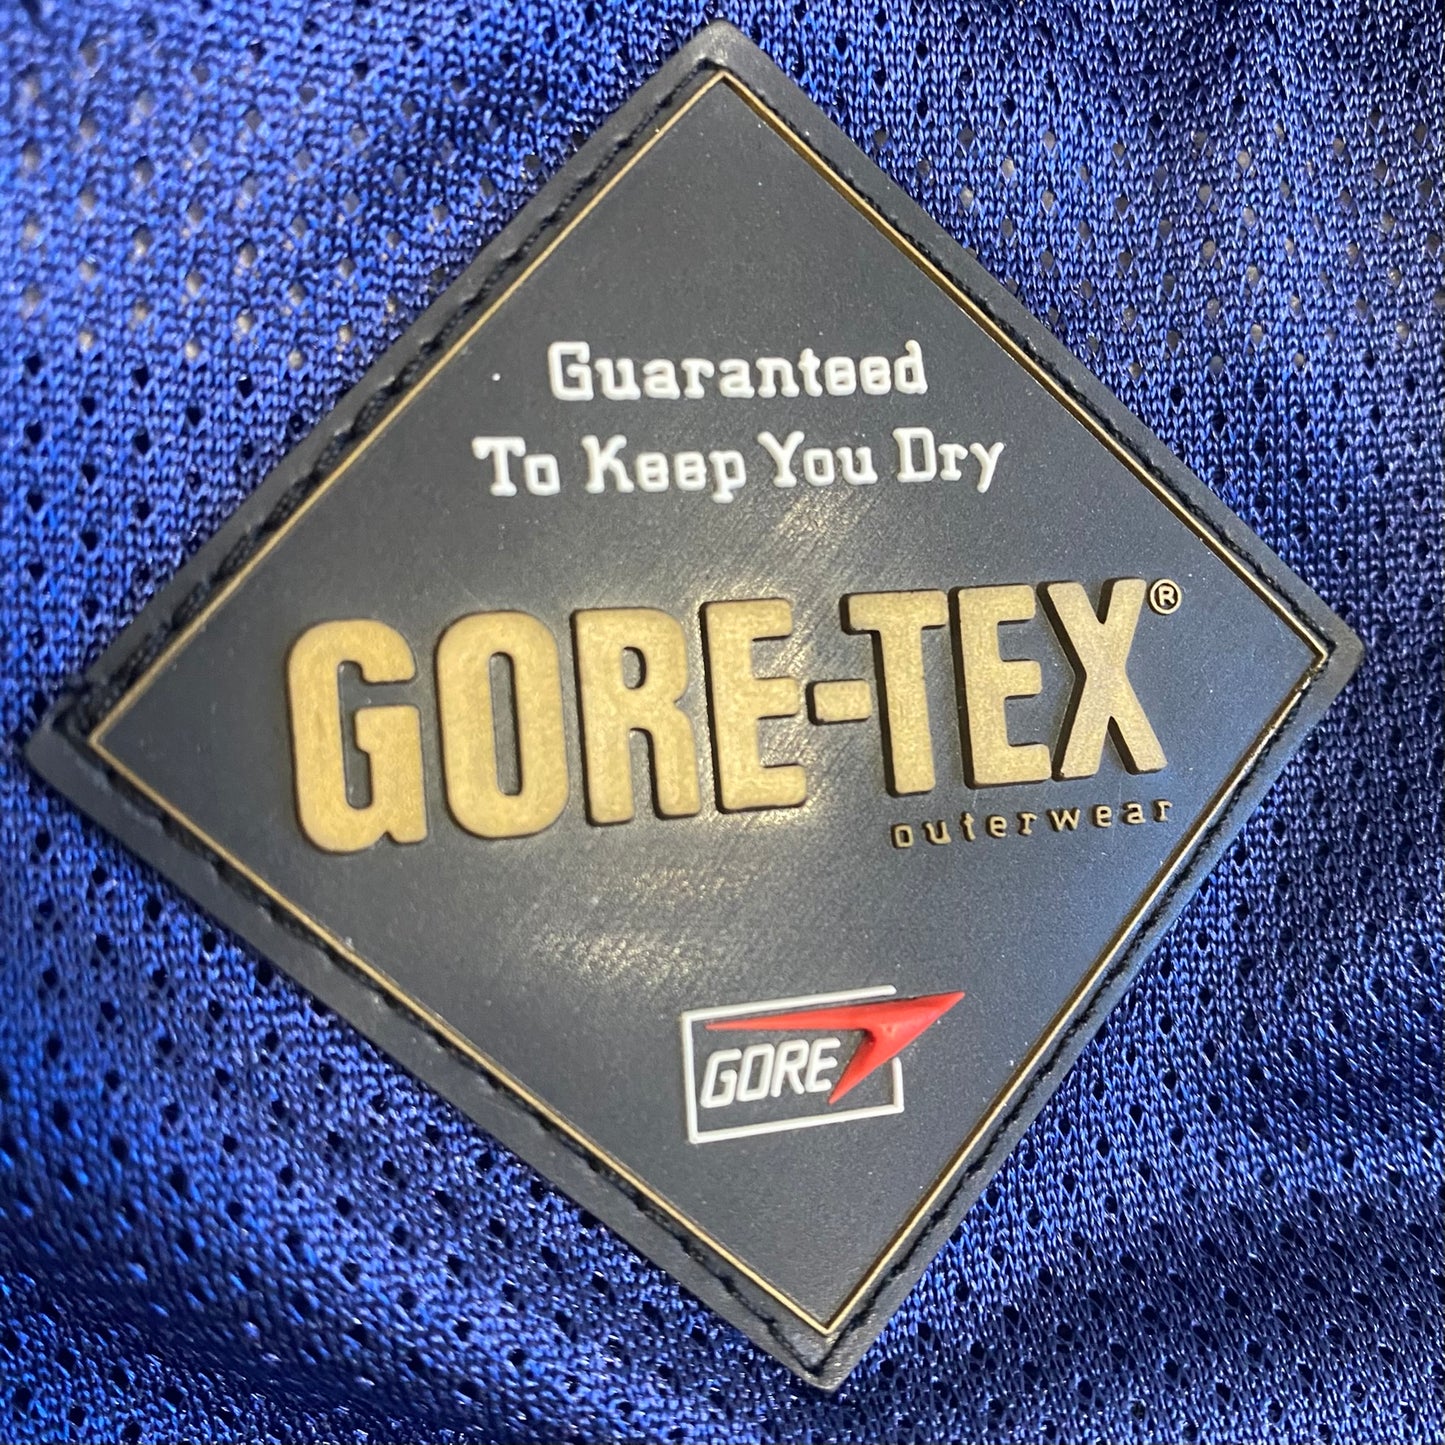 Guaranteed
To Keep You Dry
GORE-TEX®
outerwear
GORE